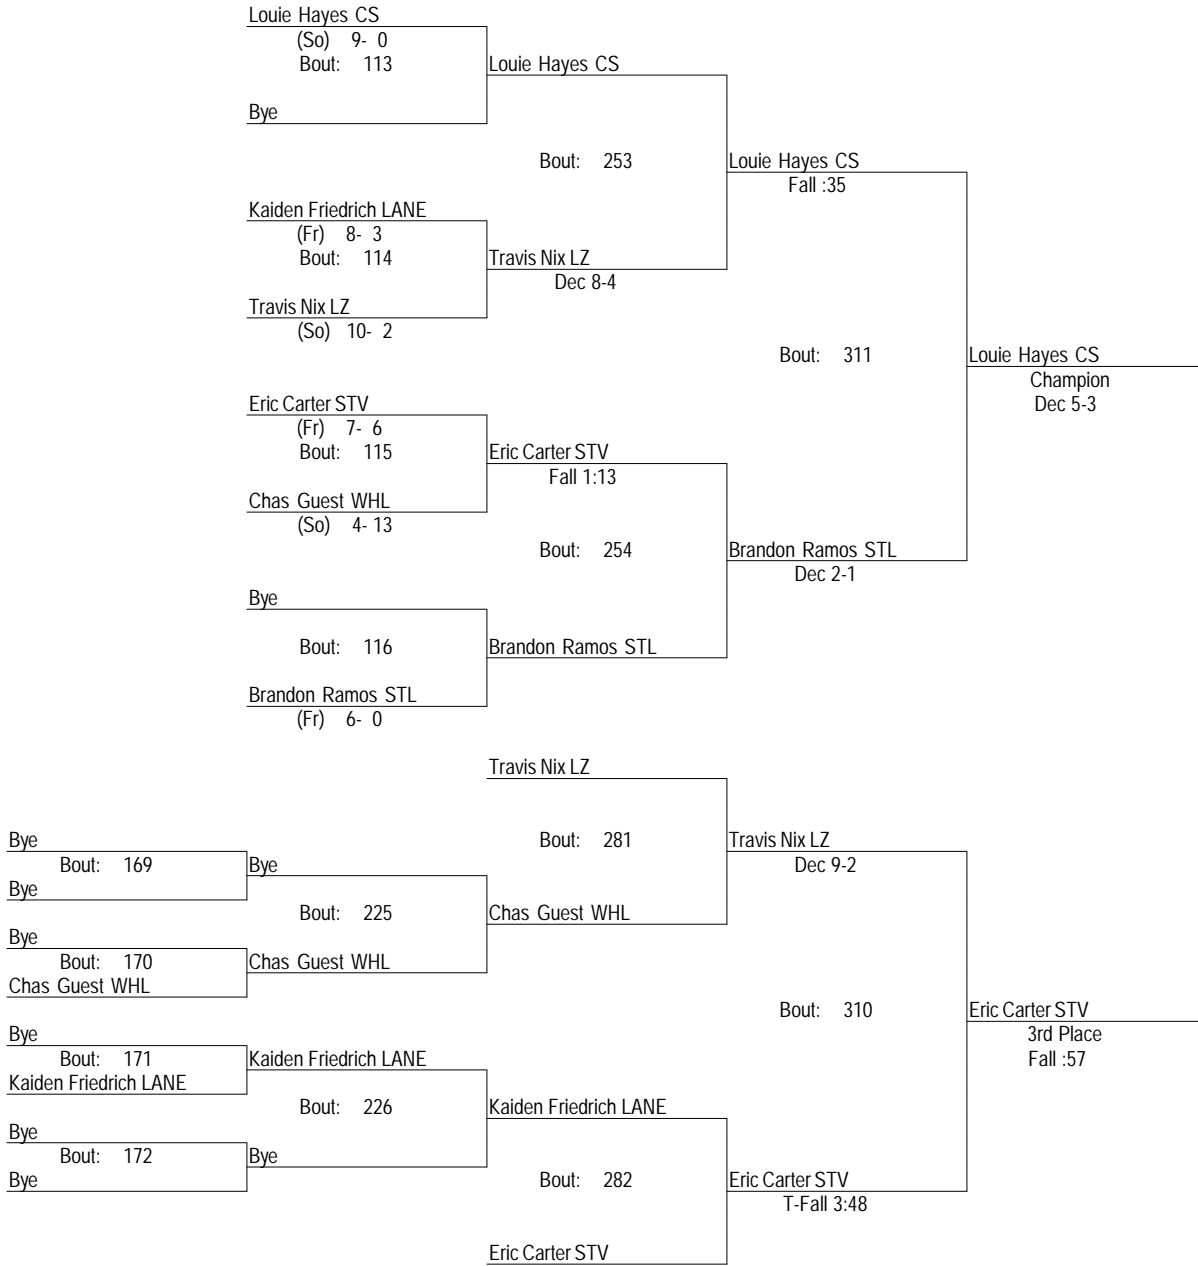 Louie Hayes CS
(So) 9- 0
Bout: 113
Louie Hayes CS
Bye
Bout: 253
Louie Hayes CS
Fall :35
Kaiden Friedrich LANE
(Fr) 8- 3
Bout: 114
Travis Nix LZ
Dec 8-4
Travis Nix LZ
(So) 10- 2
Bout: 311
Louie Hayes CS
Champion
Dec 5-3
Eric Carter STV
(Fr) 7- 6
Bout: 115
Eric Carter STV
Fall 1:13
Chas Guest WHL
(So) 4- 13
Bout: 254
Brandon Ramos STL
Dec 2-1
Bye
Bout: 116
Brandon Ramos STL
Brandon Ramos STL
(Fr) 6- 0
Travis Nix LZ
Bye
Bout: 169
Bye
Bye
Bout: 281
Travis Nix LZ
Dec 9-2
Bout: 225
Chas Guest WHL
Bye
Bout: 170
Chas Guest WHL
Chas Guest WHL
Bout: 310
Eric Carter STV
3rd Place
Fall :57
Bye
Bout: 171
Kaiden Friedrich LANE
Kaiden Friedrich LANE
Bout: 226
Kaiden Friedrich LANE
Bye
Bout: 172
Bye
Bye
Bout: 282
Eric Carter STV
T-Fall 3:48
Eric Carter STV